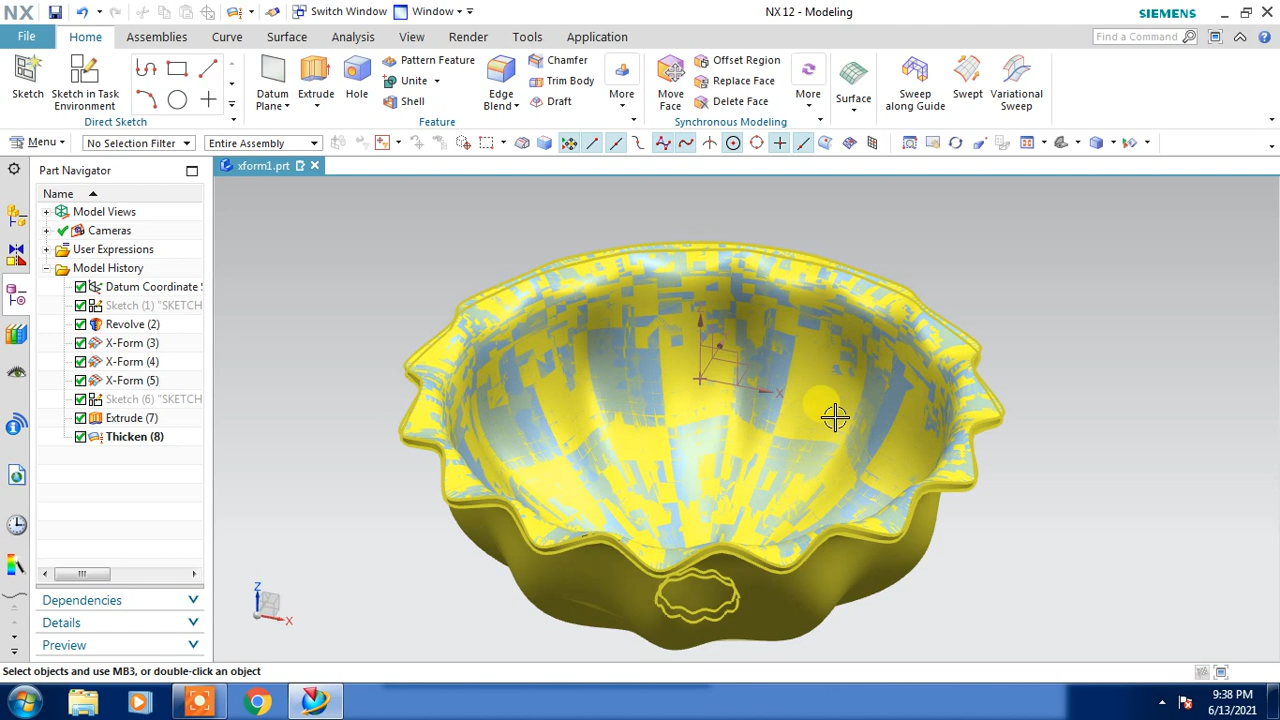 NX
Switch Window
Window
NX 12 - Modeling
SIEMENS
File
Home
Assemblies
Curve
Surface
Analysis
View
Render
Tools
Application
Find a Command
Sketch
Sketch in Task
Environment
Direct Sketch
Datum
Plane
Extrude
Hole
Pattern Feature
Unite
Shell
Edge
Blend
Chamfer
Trim Body
Draft
More
Feature
Move
Face
Offset Region
Replace Face
Delete Face
More
Synchronous Modeling
Surface
Sweep
along Guide
Swept
Variational
Sweep
Menu
No Selection Filter
Entire Assembly
Part Navigator
xform1.prt
Name
Model Views
Cameras
User Expressions
Model History
Datum Coordinate
Sketch (1) "SKETCH
Revolve (2)
X-Form (3)
X-Form (4)
X-Form (5)
Sketch (6) "SKETCH
Extrude (7)
Thicken (8)
X
Z
X
Dependencies
Details
Preview
Select objects and use MB3, or double-click an object
9:38 PM
6/13/2021